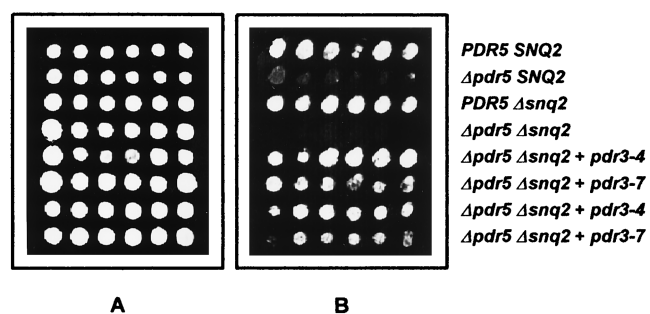 PDR5 SNQ2
Δpdr5 SNQ2
PDR5 Δsnq2
Δpdr5 Δsnq2
Δpdr5 Δsnq2 + pdr3-4
Δpdr5 Δsnq2 + pdr3-7
Δpdr5 Δsnq2 + pdr3-4
Δpdr5 Δsnq2 + pdr3-7
A
B